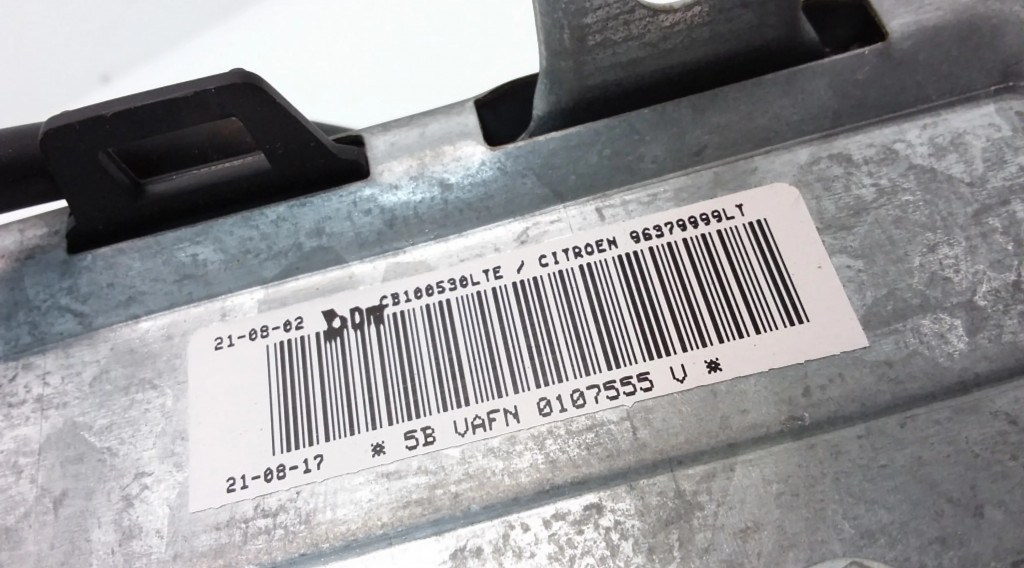 21-08-02 CB100530LTE / CITROEN 96379999LT
* 5B VAFN 0107555 V *
21-08-17